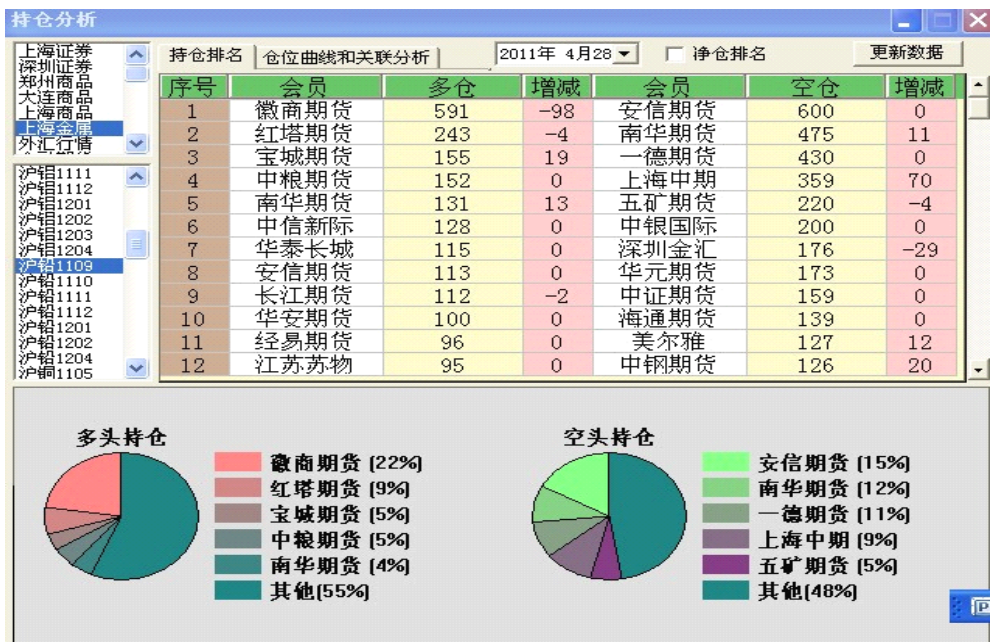 持仓分析
上海证券
深圳证券
郑州商品
大连商品
上海商品
上海金属
外汇行情
持仓排名 仓位曲线和关联分析 2011年 4月28 净仓排名 更新数据
序号 会员 多仓 增减 会员 空仓 增减
1 徽商期货 591 -98 安信期货 600 0
2 红塔期货 243 -4 南华期货 475 11
3 宝城期货 155 19 一德期货 430 0
4 中粮期货 152 0 上海中期 359 70
5 南华期货 131 13 五矿期货 220 -4
6 中信新际 128 0 中银国际 200 0
7 华泰长城 115 0 深圳金汇 176 -29
8 安信期货 113 0 华元期货 173 0
9 长江期货 112 -2 中证期货 159 0
10 华安期货 100 0 海通期货 139 0
11 经易期货 96 0 美尔雅 127 12
12 江苏苏物 95 0 中钢期货 126 20
沪铝1111
沪铝1112
沪铝1201
沪铝1202
沪铝1203
沪铝1204
沪铅1109
沪铅1110
沪铅1111
沪铅1112
沪铅1201
沪铅1202
沪铅1204
沪铜1105
多头持仓
徽商期货 (22%)
红塔期货 (9%)
宝城期货 (5%)
中粮期货 (5%)
南华期货 (4%)
其他(55%)
空头持仓
安信期货 (15%)
南华期货 (12%)
一德期货 (11%)
上海中期 (9%)
五矿期货 (5%)
其他(48%)
P